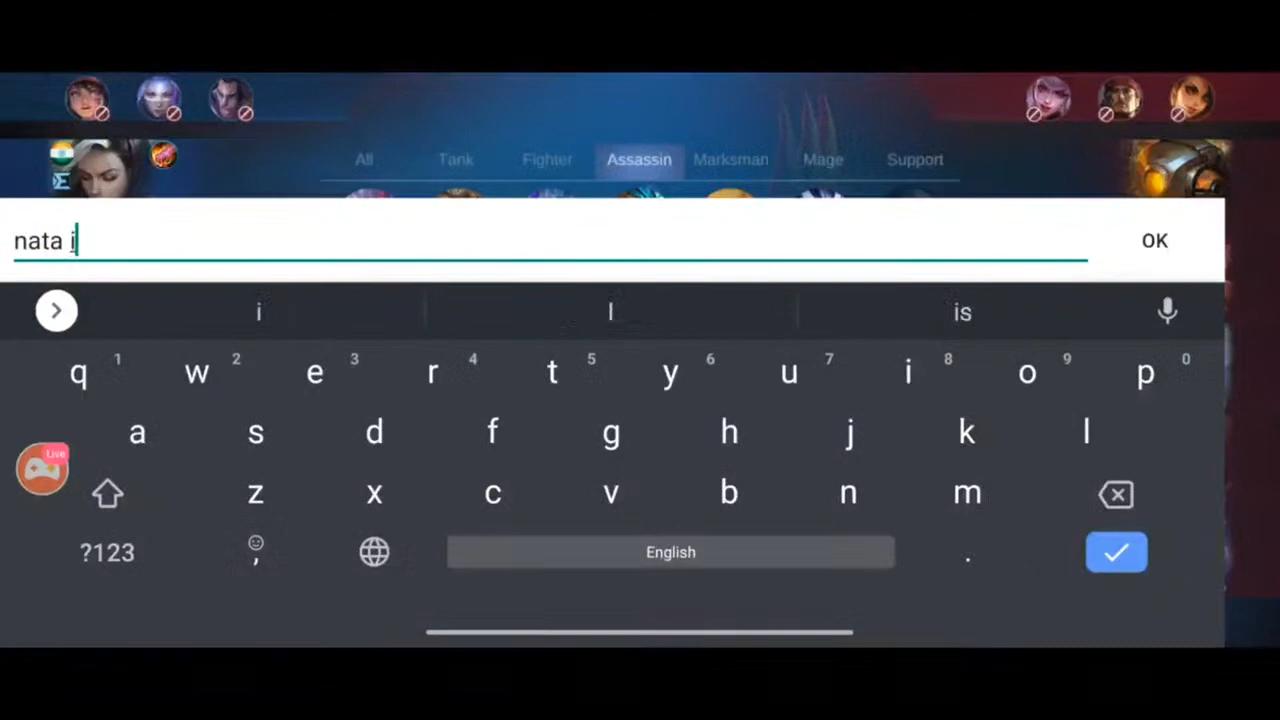 All Tank Fighter Assassin Marksman Mage Support
nata i OK
i I is
q 1 w 2 e 3 r 4 t 5 y 6 u 7 i 8 o 9 p 0
a s d f g h j k l
Live
z x c v b n m
?123 , English .